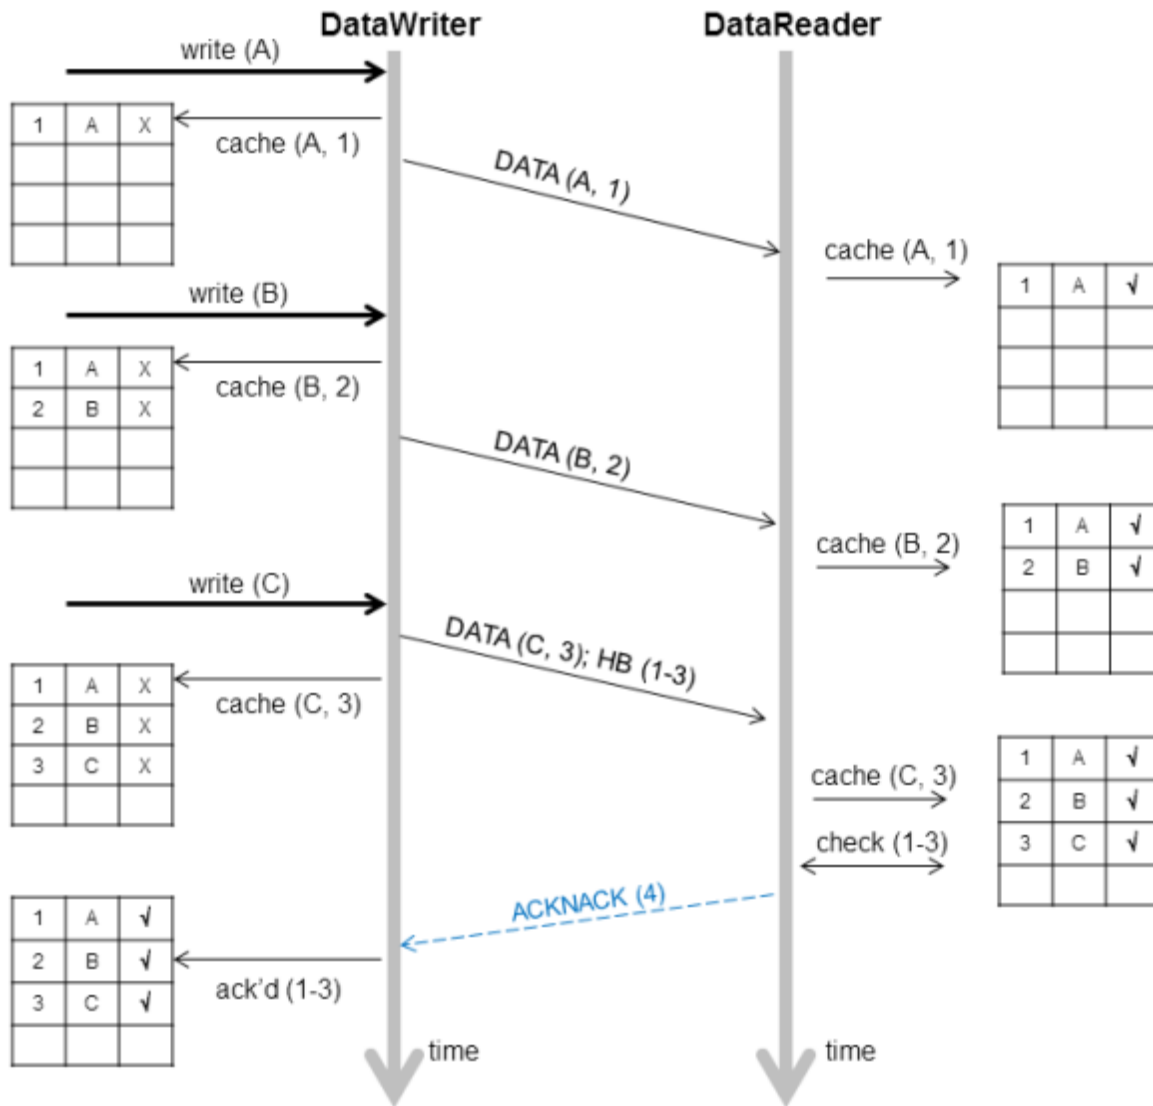 DataWriter DataReader
write (A)
1 A X
cache (A, 1)
DATA (A, 1)
cache (A, 1)
1 A √
write (B)
1 A X
2 B X
cache (B, 2)
DATA (B, 2)
cache (B, 2)
1 A √
2 B √
write (C)
DATA (C, 3); HB (1-3)
1 A X
2 B X
3 C X
cache (C, 3)
cache (C, 3)
check (1-3)
1 A √
2 B √
3 C √
ACKNACK (4)
1 A √
2 B √
3 C √
ack'd (1-3)
time time